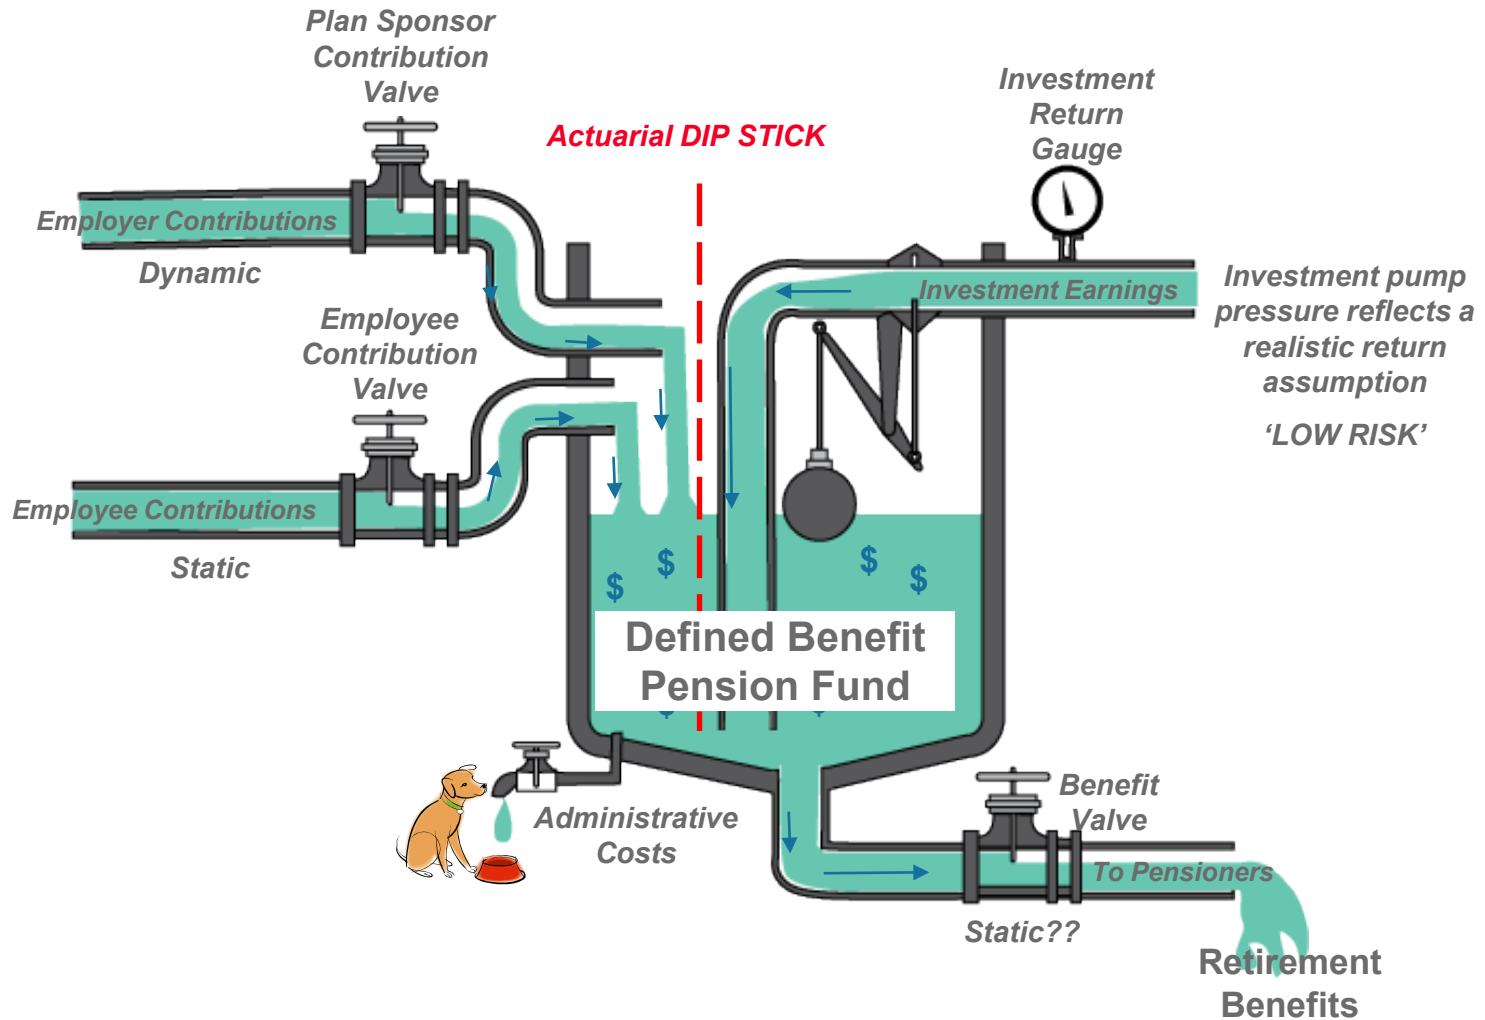 Plan Sponsor
Contribution
Valve
Actuarial DIP STICK
Investment
Return
Gauge
Employer Contributions
Dynamic
Investment Earnings
Investment pump
pressure reflects a
realistic return
assumption
‘LOW RISK’
Employee
Contribution
Valve
Employee Contributions
Static
$
$
$
$
Defined Benefit
Pension Fund
Administrative
Costs
Benefit
Valve
To Pensioners
Static??
Retirement
Benefits